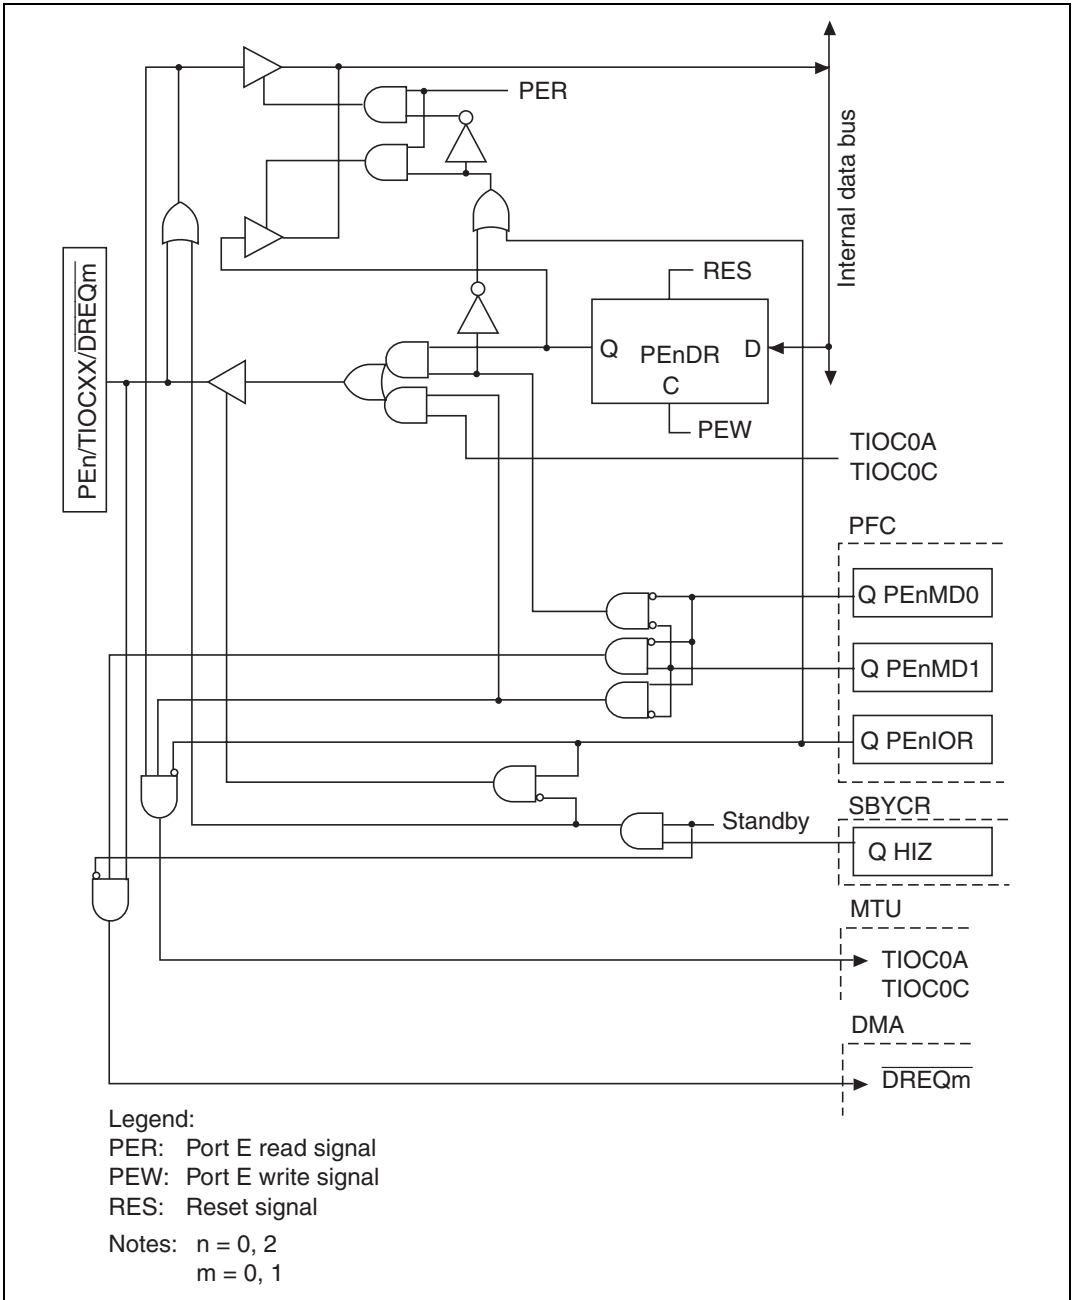 PER
Internal data bus
RES
PEn/TIOCXX/D̅R̅E̅Q̅m
Q PEnDR D
C
PEW
TIOC0A
TIOC0C
PFC
Q PEnMD0
Q PEnMD1
Q PEnIOR
SBYCR
Standby
Q HIZ
MTU
TIOC0A
TIOC0C
DMA
D̅R̅E̅Q̅m̅
Legend:
PER: Port E read signal
PEW: Port E write signal
RES: Reset signal
Notes: n = 0, 2
m = 0, 1